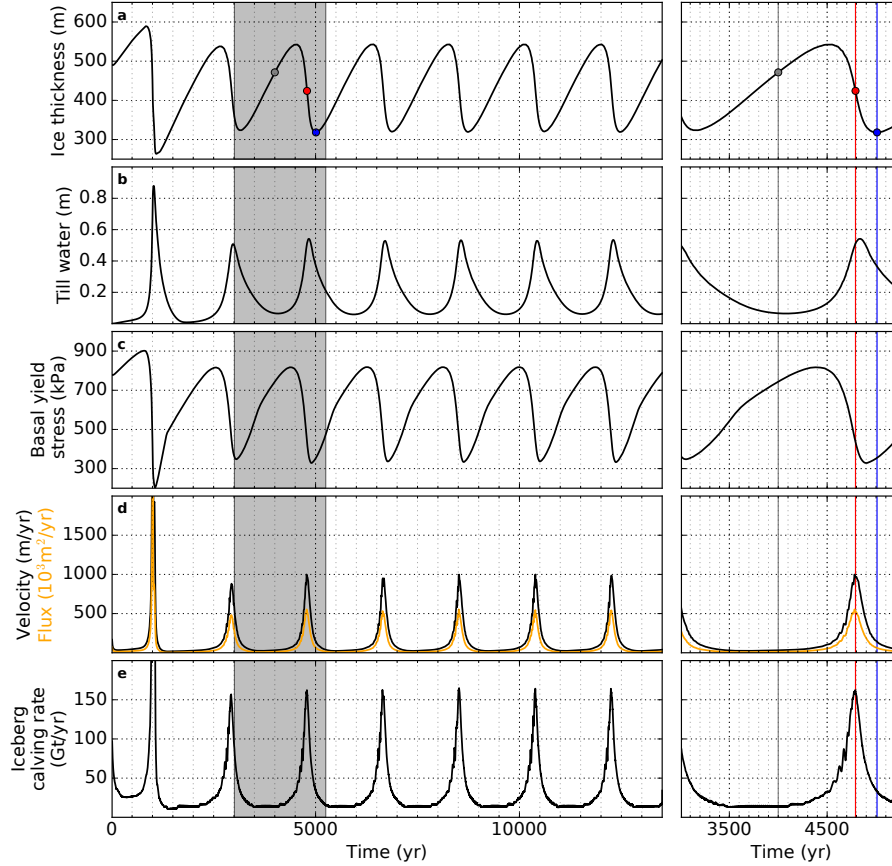 a
Ice thickness (m)
600
500
400
300
b
Till water (m)
0.8
0.6
0.4
0.2
c
Basal yield
stress (kPa)
900
700
500
300
d
Velocity (m/yr)
Flux (10³m²/yr)
1500
1000
500
e
Iceberg
calving rate
(Gt/yr)
150
100
50
0
5000
10000
3500
4500
Time (yr)
Time (yr)